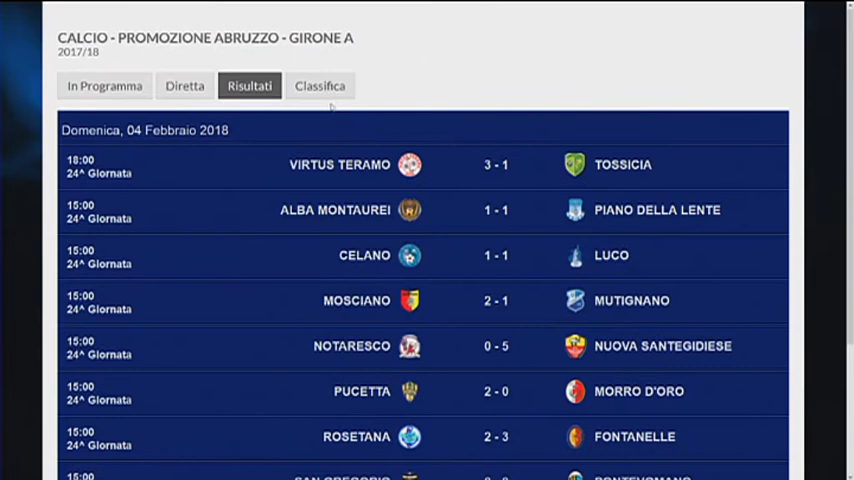 CALCIO - PROMOZIONE ABRUZZO - GIRONE A
2017/18
In Programma Diretta Risultati Classifica
Domenica, 04 Febbraio 2018
18:00
24^ Giornata
VIRTUS TERAMO 3 - 1 TOSSICIA
15:00
24^ Giornata
ALBA MONTAUREI 1 - 1 PIANO DELLA LENTE
15:00
24^ Giornata
CELANO 1 - 1 LUCO
15:00
24^ Giornata
MOSCIANO 2 - 1 MUTIGNANO
15:00
24^ Giornata
NOTARESCO 0 - 5 NUOVA SANTEGIDIESE
15:00
24^ Giornata
PUCETTA 2 - 0 MORRO D'ORO
15:00
24^ Giornata
ROSETANA 2 - 3 FONTANELLE
15:00
SAN GREGORIO PONTEVOMANO